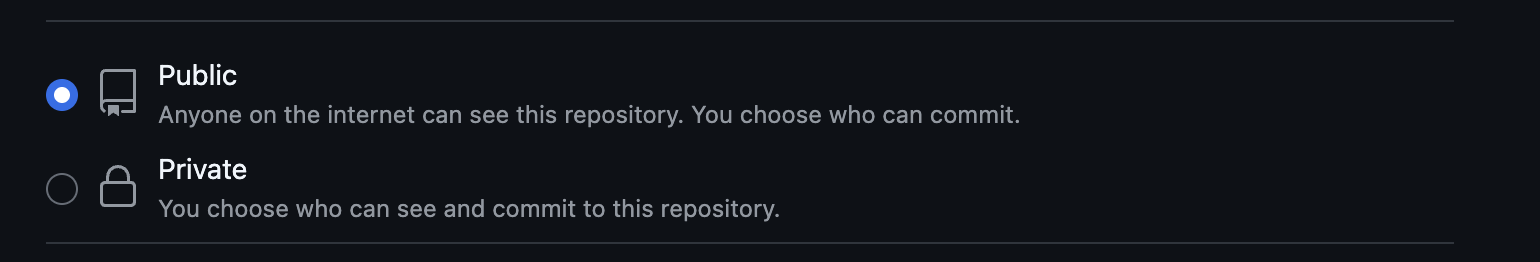 Public
Anyone on the internet can see this repository. You choose who can commit.
Private
You choose who can see and commit to this repository.